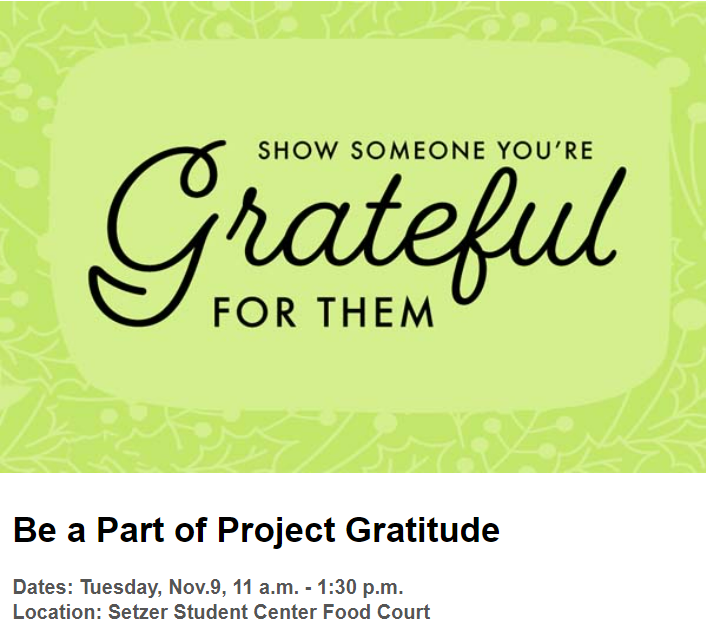 SHOW SOMEONE YOU'RE
Grateful
FOR THEM
Be a Part of Project Gratitude
Dates: Tuesday, Nov.9, 11 a.m. - 1:30 p.m.
Location: Setzer Student Center Food Court